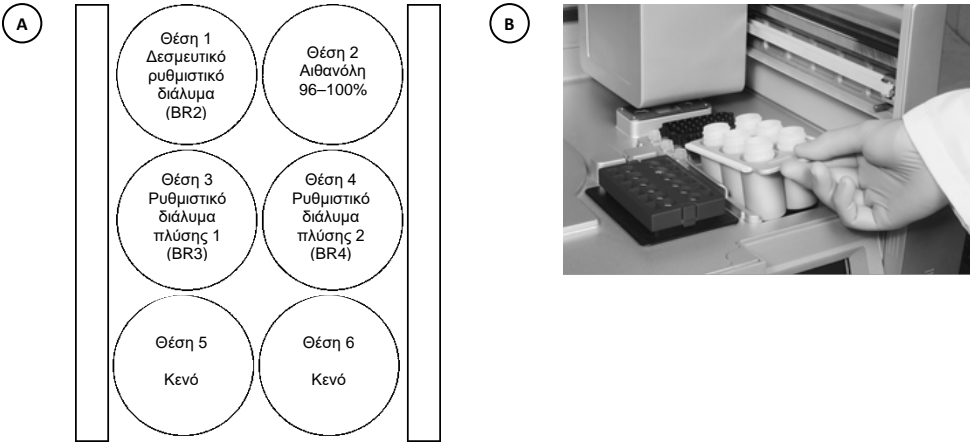 A
B
Θέση 1
Δεσμευτικό
ρυθμιστικό
διάλυμα
(BR2)
Θέση 2
Αιθανόλη
96–100%
Θέση 3
Ρυθμιστικό
διάλυμα
πλύσης 1
(BR3)
Θέση 4
Ρυθμιστικό
διάλυμα
πλύσης 2
(BR4)
Θέση 5
Κενό
Θέση 6
Κενό